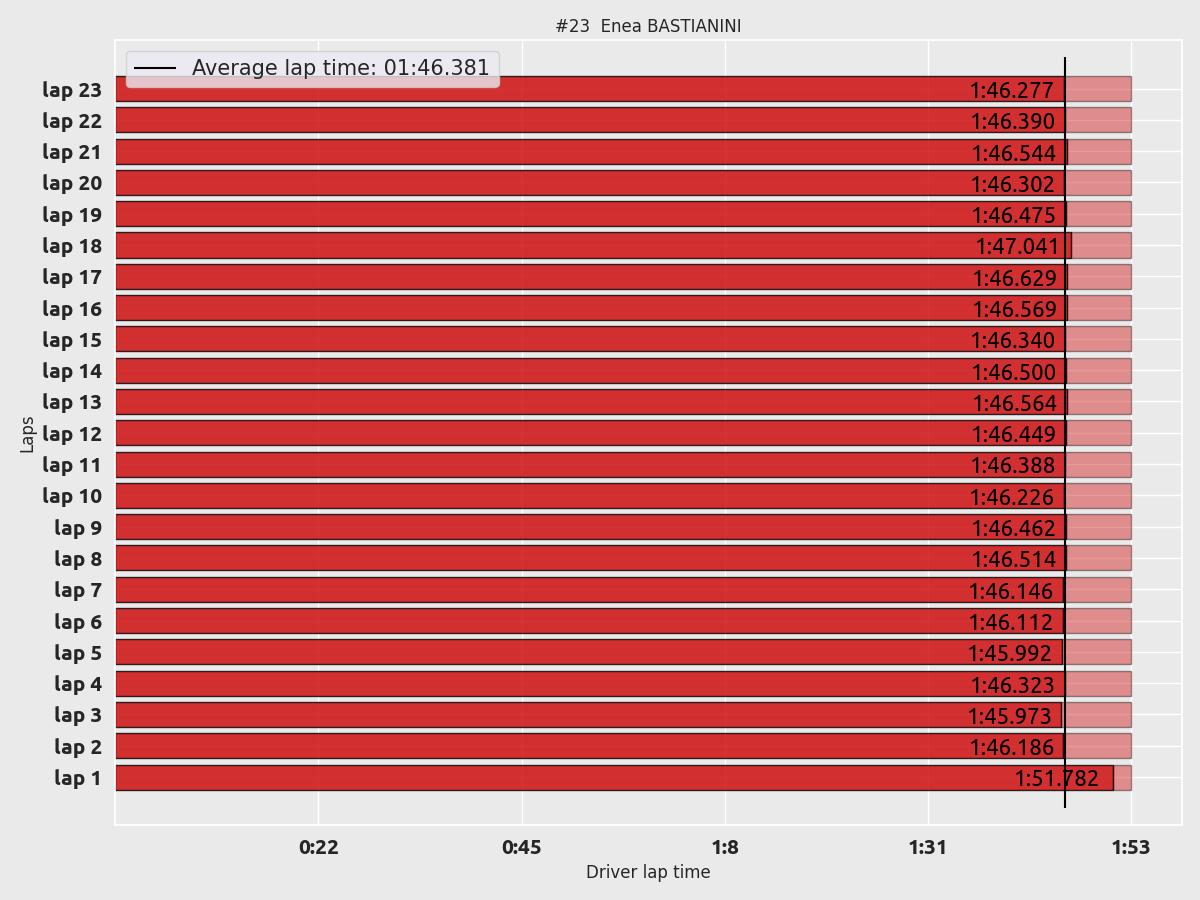 #23  Enea BASTIANINI
Average lap time: 01:46.381
lap 23 1:46.277
lap 22 1:46.390
lap 21 1:46.544
lap 20 1:46.302
lap 19 1:46.475
lap 18 1:47.041
lap 17 1:46.629
lap 16 1:46.569
lap 15 1:46.340
lap 14 1:46.500
lap 13 1:46.564
lap 12 1:46.449
lap 11 1:46.388
lap 10 1:46.226
lap 9 1:46.462
lap 8 1:46.514
lap 7 1:46.146
lap 6 1:46.112
lap 5 1:45.992
lap 4 1:46.323
lap 3 1:45.973
lap 2 1:46.186
lap 1 1:51.782
Laps
0:22 0:45 1:8 1:31 1:53
Driver lap time